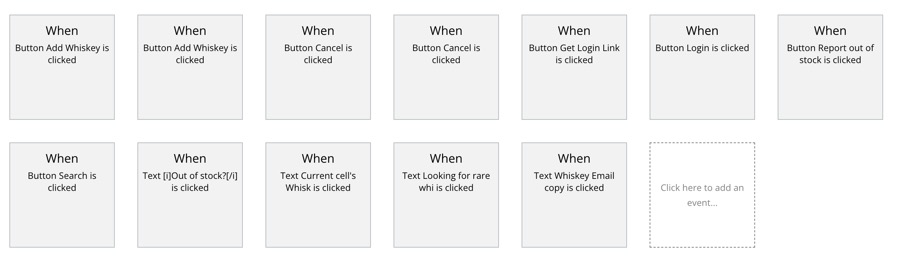 When
Button Add Whiskey is
clicked
When
Button Add Whiskey is
clicked
When
Button Cancel is
clicked
When
Button Cancel is
clicked
When
Button Get Login Link
is clicked
When
Button Login is clicked
When
Button Report out of
stock is clicked
When
Button Search is
clicked
When
Text [i]Out of stock?[/i]
is clicked
When
Text Current cell's
Whisk is clicked
When
Text Looking for rare
whi is clicked
When
Text Whiskey Email
copy is clicked
Click here to add an
event...